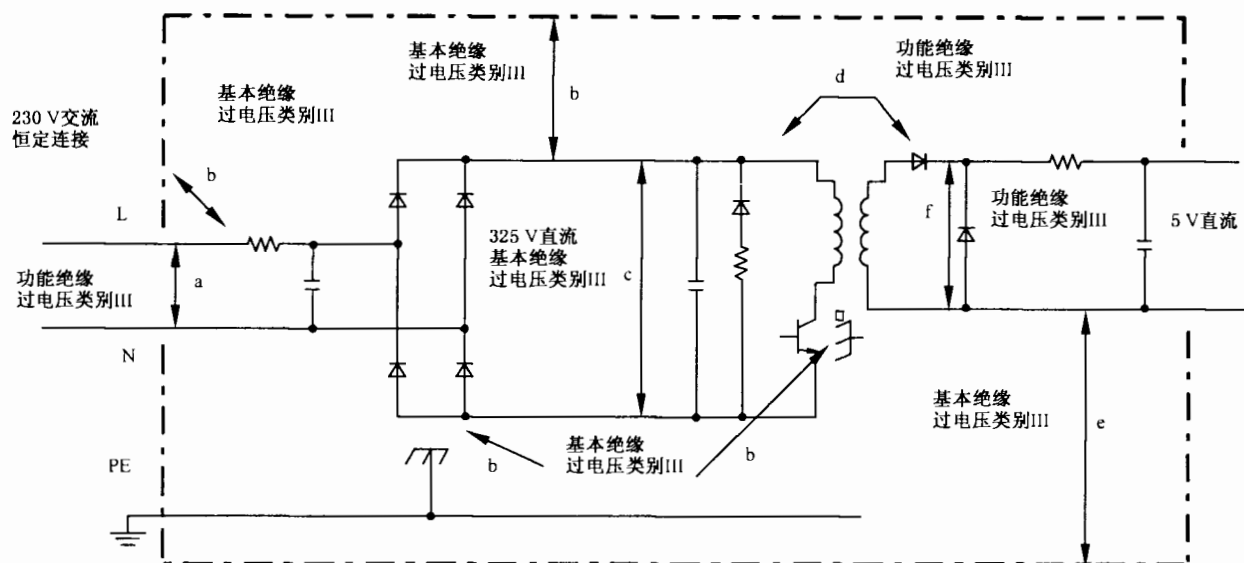 基本绝缘
过电压类别III
b
功能绝缘
过电压类别III
d
基本绝缘
过电压类别III
230 V交流
恒定连接
b
L
325 V直流
基本绝缘
过电压类别III
c
f
功能绝缘
过电压类别III
5 V直流
功能绝缘
过电压类别III
a
N
基本绝缘
过电压类别III
e
基本绝缘
过电压类别III
b
b
PE